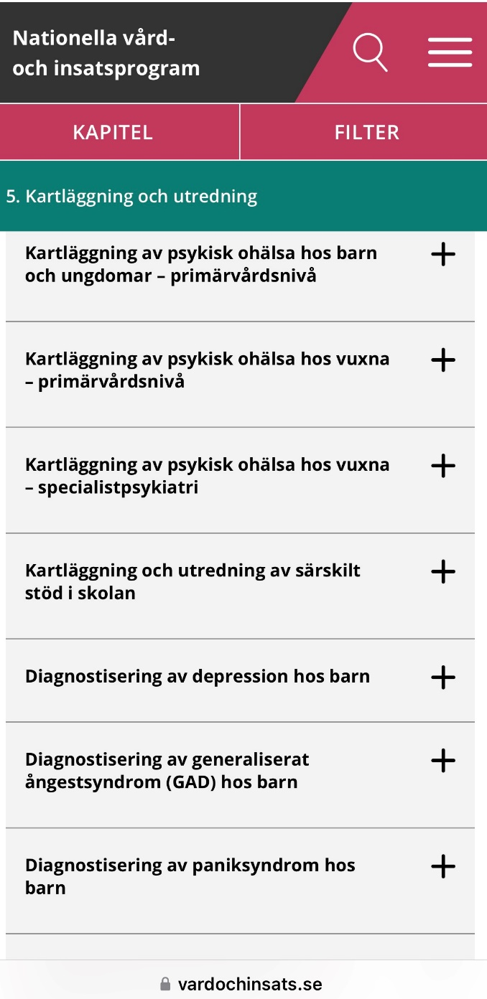 Nationella vård-
och insatsprogram
KAPITEL
FILTER
5. Kartläggning och utredning
Kartläggning av psykisk ohälsa hos barn
och ungdomar – primärvårdsnivå
Kartläggning av psykisk ohälsa hos vuxna
– primärvårdsnivå
Kartläggning av psykisk ohälsa hos vuxna
– specialistpsykiatri
Kartläggning och utredning av särskilt
stöd i skolan
Diagnostisering av depression hos barn
Diagnostisering av generaliserat
ångestsyndrom (GAD) hos barn
Diagnostisering av paniksyndrom hos
barn
vardochinsats.se